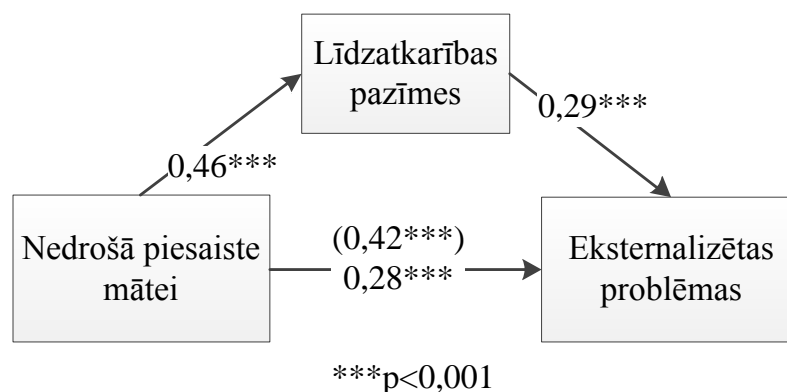 Līdzatkarības
pazīmes
0,46***
0,29***
Nedrošā piesaiste
mātei
(0,42***)
0,28***
Eksternalizētas
problēmas
***p<0,001